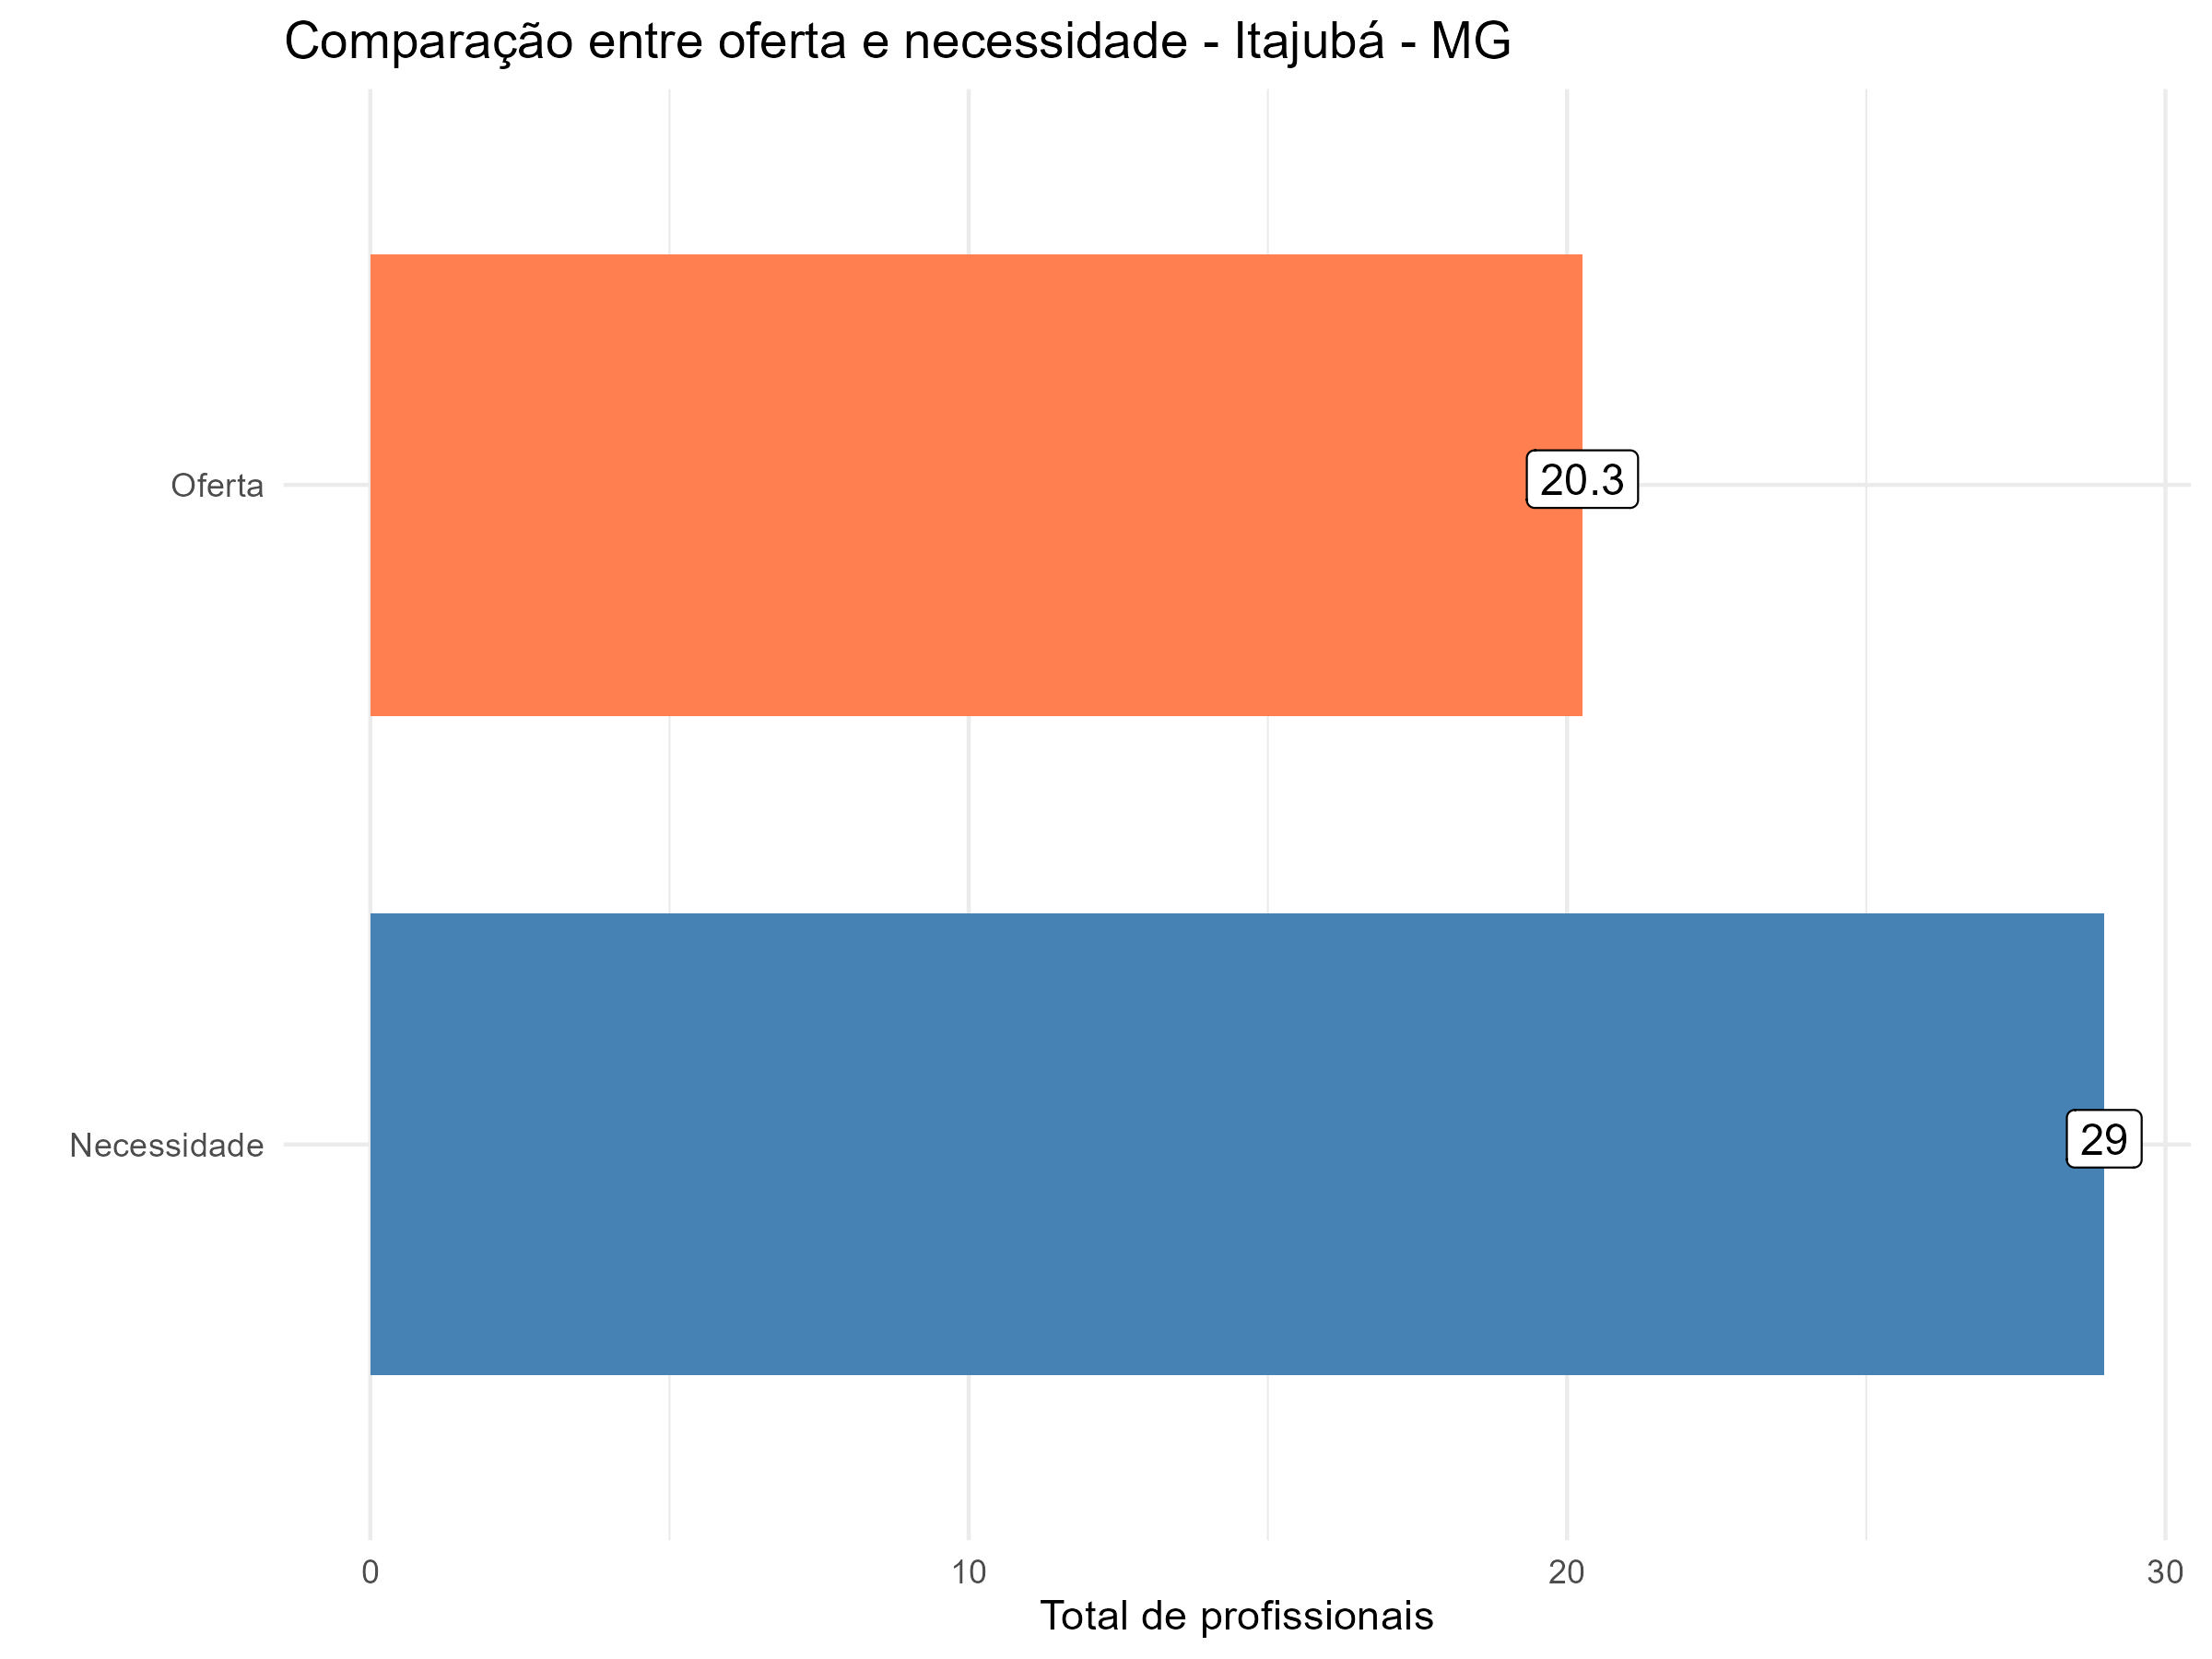 Comparação entre oferta e necessidade - Itajubá - MG
Oferta
20.3
Necessidade
29
0
10
20
30
Total de profissionais